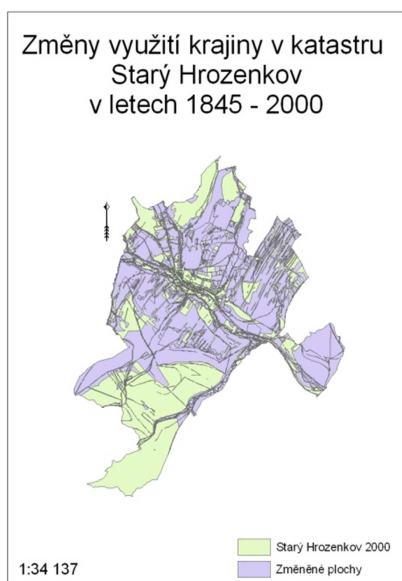 Změny využití krajiny v katastru
Starý Hrozenkov
v letech 1845 - 2000
Starý Hrozenkov 2000
Změněné plochy
1:34 137